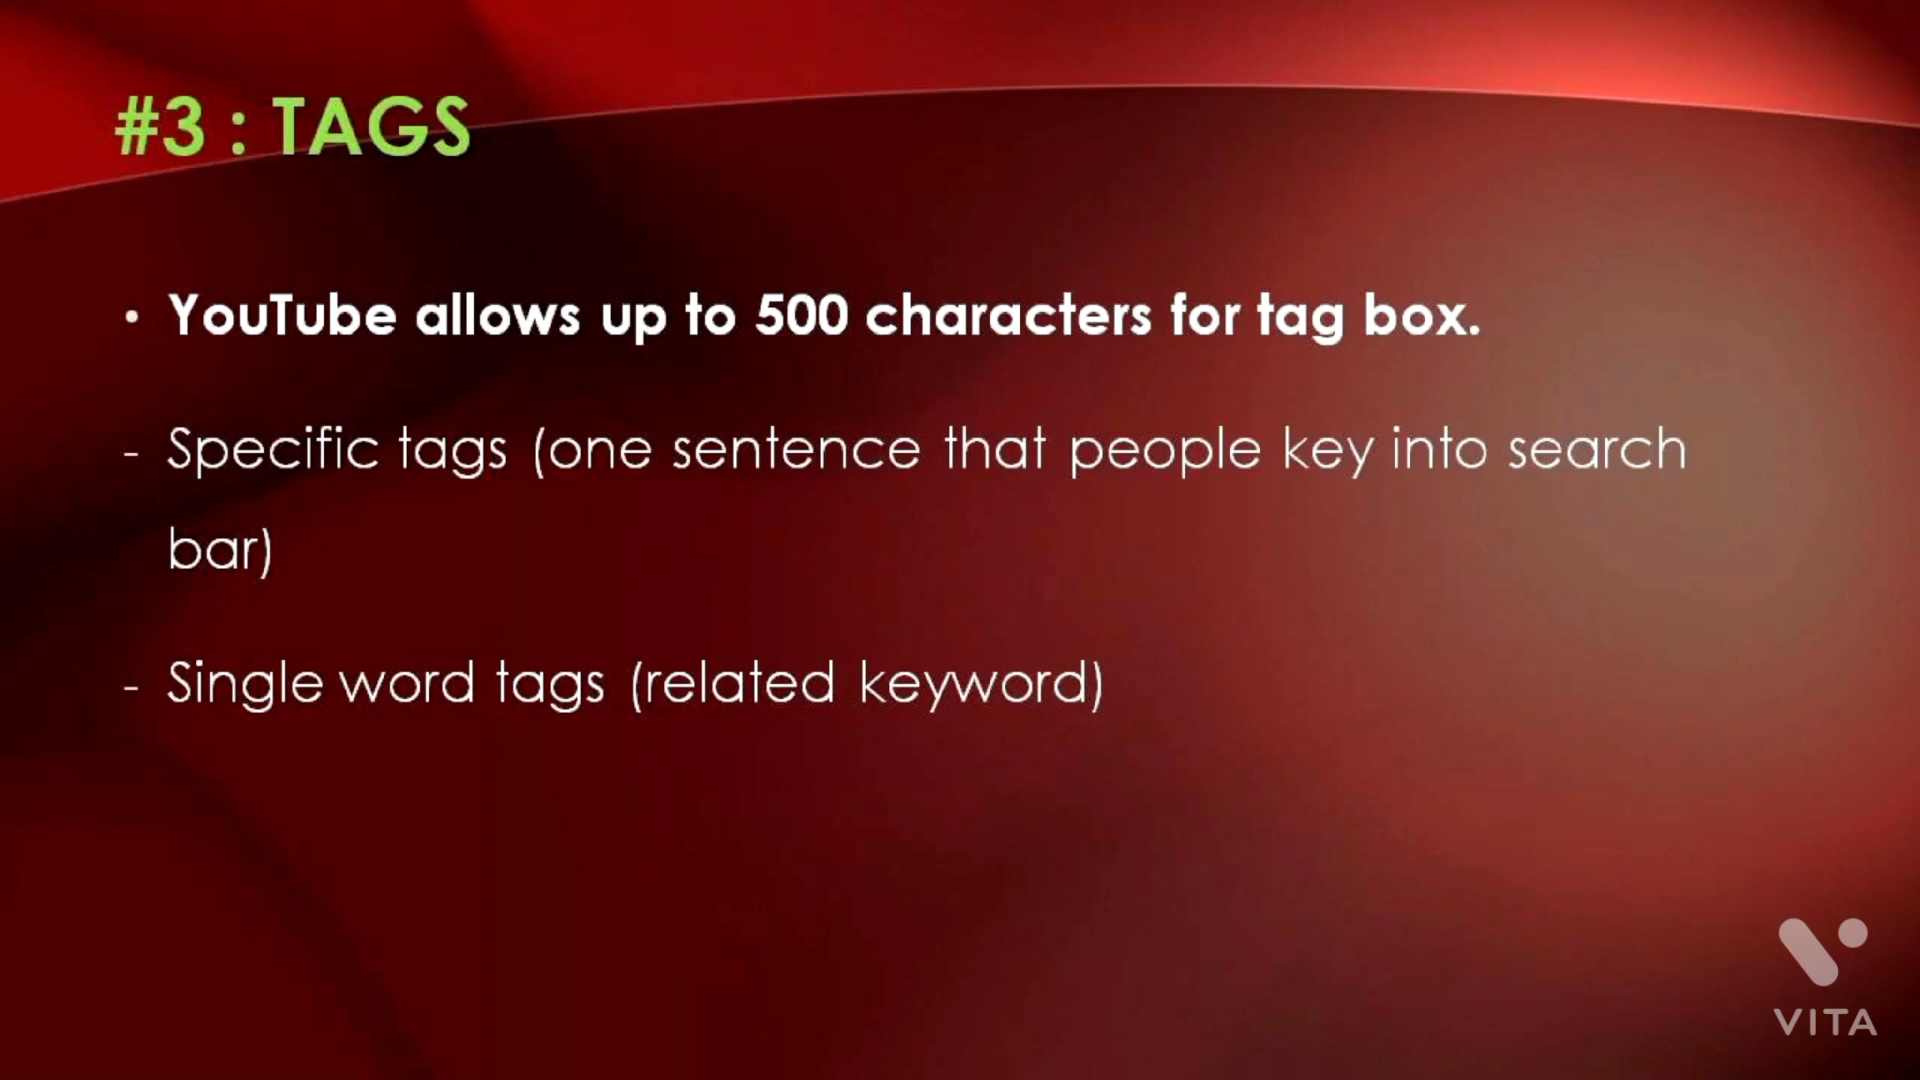 #3 : TAGS
• YouTube allows up to 500 characters for tag box.
- Specific tags (one sentence that people key into search
bar)
- Single word tags (related keyword)
VITA